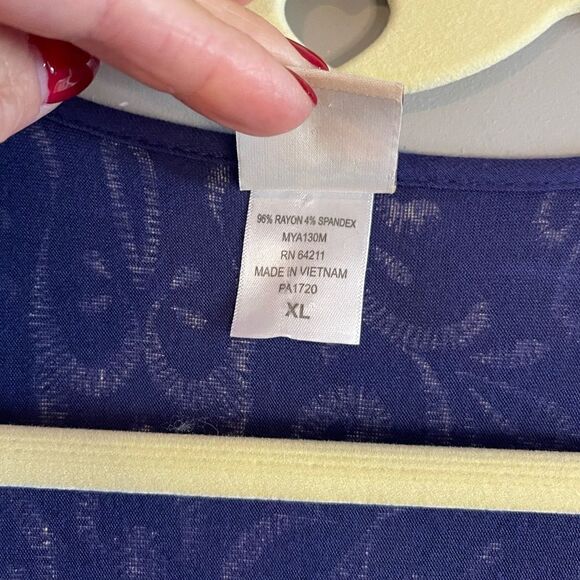 96% RAYON 4% SPANDEX
MYA130M
RN 64211
MADE IN VIETNAM
PA1720
XL